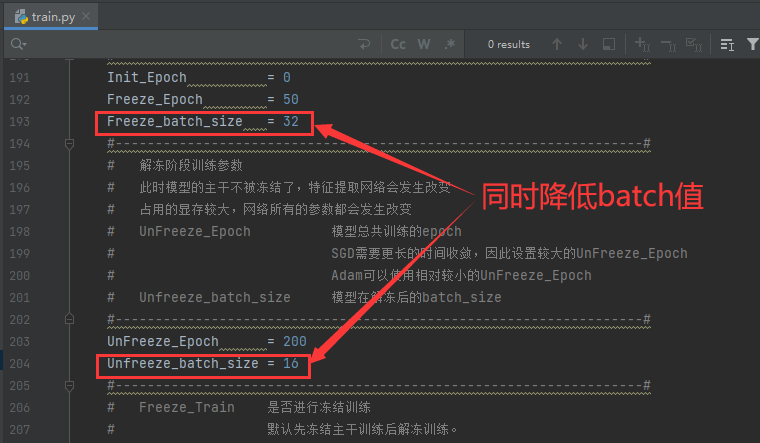 train.py
Cc W .* 0 results
191 Init_Epoch = 0
192 Freeze_Epoch = 50
193 Freeze_batch_size = 32
194 #------------------------------------------------------------------#
195 # 解冻阶段训练参数
196 # 此时模型的主干不被冻结了，特征提取网络会发生改变
197 # 占用的显存较大，网络所有的参数都会发生改变
198 # UnFreeze_Epoch 模型总共训练的epoch
199 # SGD需要更长的时间收敛，因此设置较大的UnFreeze_Epoch
200 # Adam可以使用相对较小的UnFreeze_Epoch
201 # Unfreeze_batch_size 模型在解冻后的batch_size
202 #------------------------------------------------------------------#
203 UnFreeze_Epoch = 200
204 Unfreeze_batch_size = 16
205 #------------------------------------------------------------------#
206 # Freeze_Train 是否进行冻结训练
207 # 默认先冻结主干训练后解冻训练。
同时降低batch值